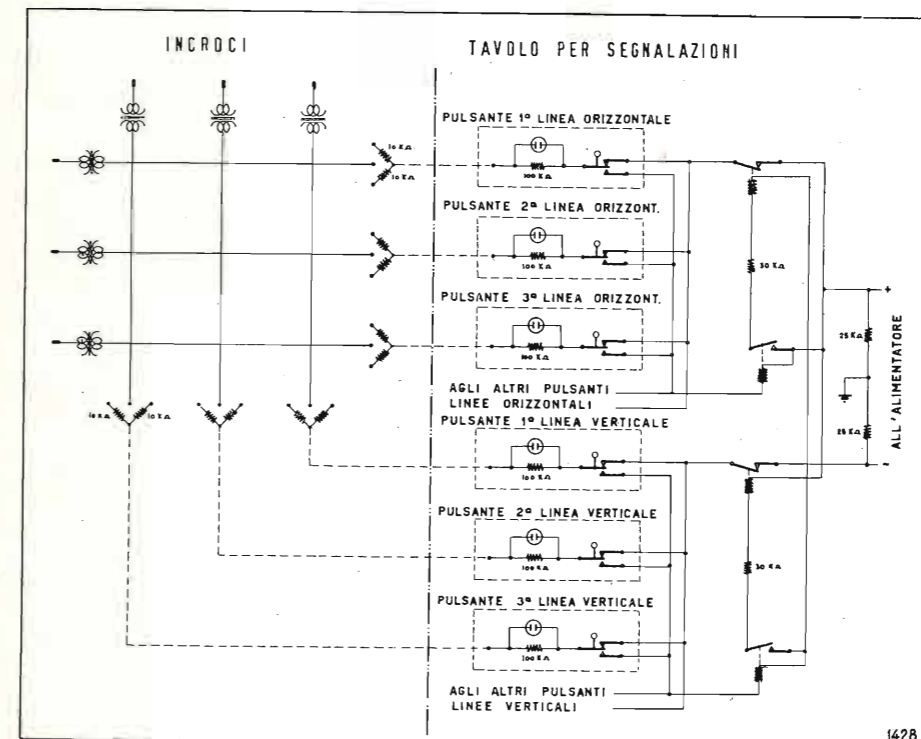 INCROCI
TAVOLO PER SEGNALAZIONI
PULSANTE 1º LINEA ORIZZONTALE
10 KΩ
10 KΩ
100 KΩ
PULSANTE 2ª LINEA ORIZZONT.
100 KΩ
30 KΩ
PULSANTE 3ª LINEA ORIZZONT.
100 KΩ
+
25 KΩ
ALL'ALIMENTATORE
25 KΩ
-
AGLI ALTRI PULSANTI
LINEE ORIZZONTALI
10 KΩ
10 KΩ
PULSANTE 1º LINEA VERTICALE
100 KΩ
PULSANTE 2º LINEA VERTICALE
100 KΩ
30 KΩ
PULSANTE 3ª LINEA VERTICALE
100 KΩ
AGLI ALTRI PULSANTI
LINEE VERTICALI
1428